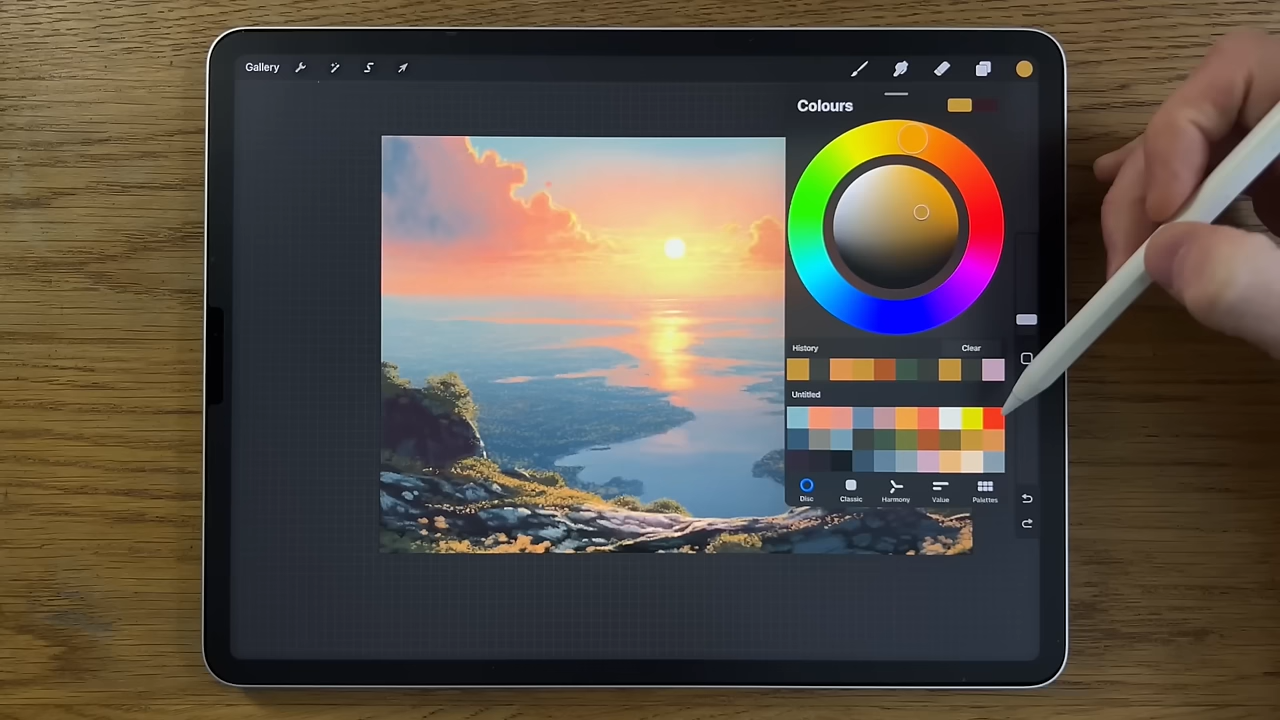 Gallery
Colours
History Clear
Untitled
Disc Classic Harmony Value Palettes